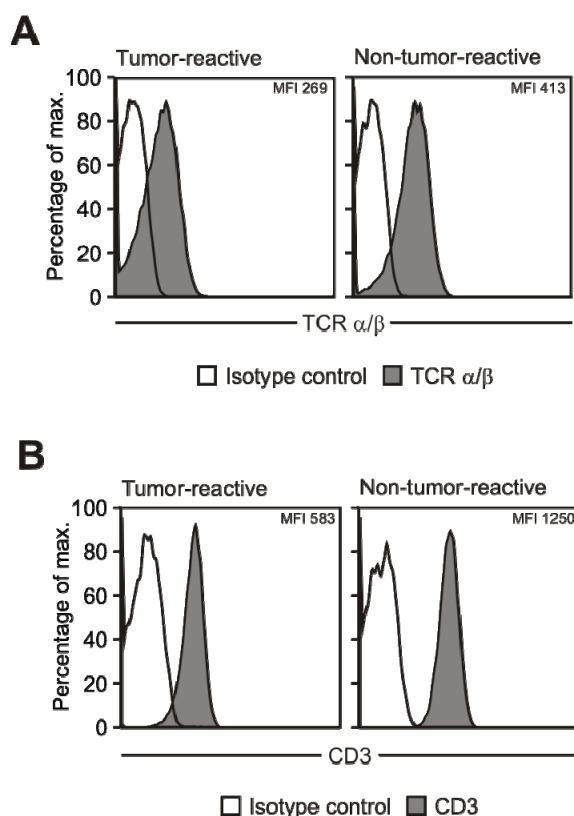 A
Tumor-reactive Non-tumor-reactive
MFI 269 MFI 413
Percentage of max.
100
80
60
40
20
0
TCR α/β
Isotype control TCR α/β
B
Tumor-reactive Non-tumor-reactive
MFI 583 MFI 1250
Percentage of max.
100
80
60
40
20
0
CD3
Isotype control CD3